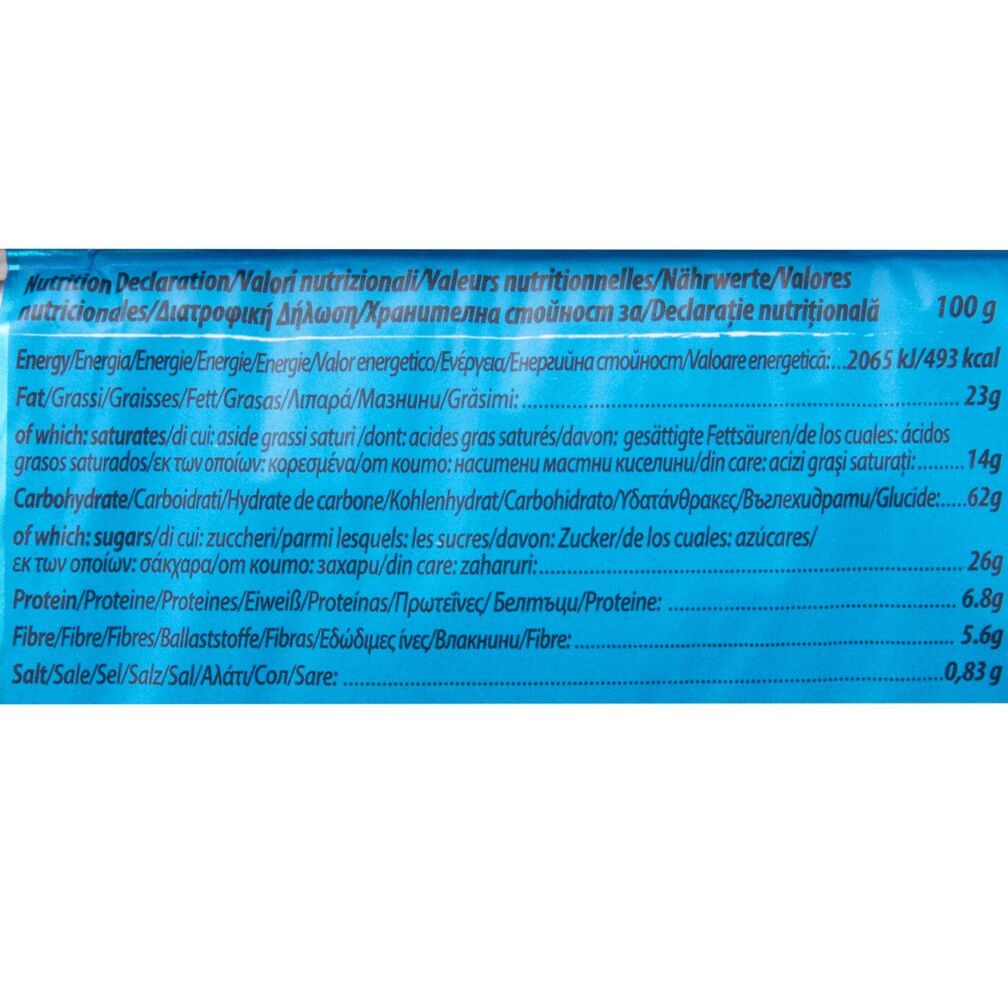 Nutrition Declaration/Valori nutrizionali/Valeurs nutritionnelles/Nährwerte/Valores
nutricionales/Διατροφική Δήλωση/Хранителна стойност за/Declarație nutrițională 100 g
Energy/Energia/Energie/Energie/Energie/Valor energetico/Ενέργεια/Енергийна стойност/Valoare energetică:...2065 kJ/493 kcal
Fat/Grassi/Graisses/Fett/Grasas/Λιπαρά/Мазнини/Grăsimi:........23g
of which: saturates/di cui: aside grassi saturi /dont: acides gras saturés/davon: gesättigte Fettsäuren/de los cuales: ácidos
grasos saturados/εκ των οποίων: κορεσμένα/от които: наситени мастни киселини/din care: acizi grași saturați:........14g
Carbohydrate/Carboidrati/Hydrate de carbone/Kohlenhydrat/Carbohidrato/Υδατάνθρακες/Въглехидрати/Glucide:.....62g
of which: sugars/di cui: zuccheri/parmi lesquels: les sucres/davon: Zucker/de los cuales: azúcares/
εκ των οποίων: σάκχαρα/от които: захари/din care: zaharuri:........26g
Protein/Proteine/Proteines/Eiweiß/Proteínas/Πρωτεΐνες/ Белтъци/Proteine: ........6.8g
Fibre/Fibre/Fibres/Ballaststoffe/Fibras/Εδώδιμες ίνες/Влакнини/Fibre: ........5.6g
Salt/Sale/Sel/Salz/Sal/Αλάτι/Сол/Sare: ........0,83 g